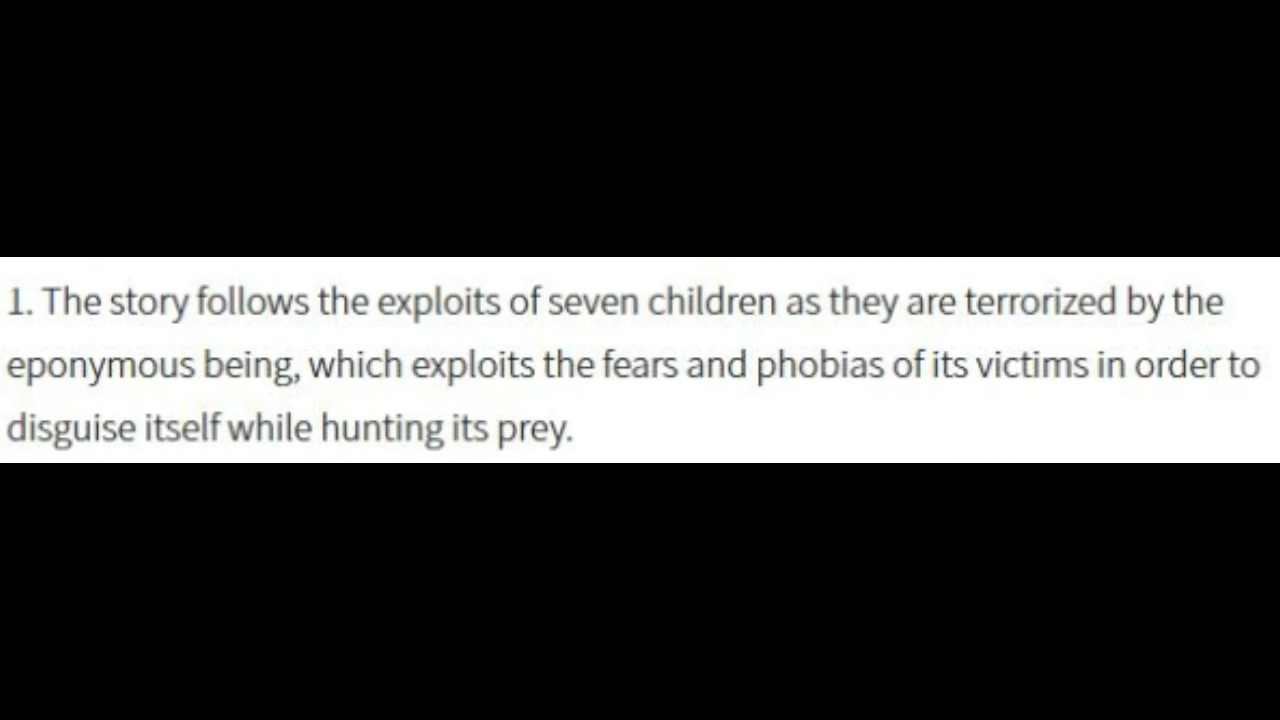 1. The story follows the exploits of seven children as they are terrorized by the
eponymous being, which exploits the fears and phobias of its victims in order to
disguise itself while hunting its prey.